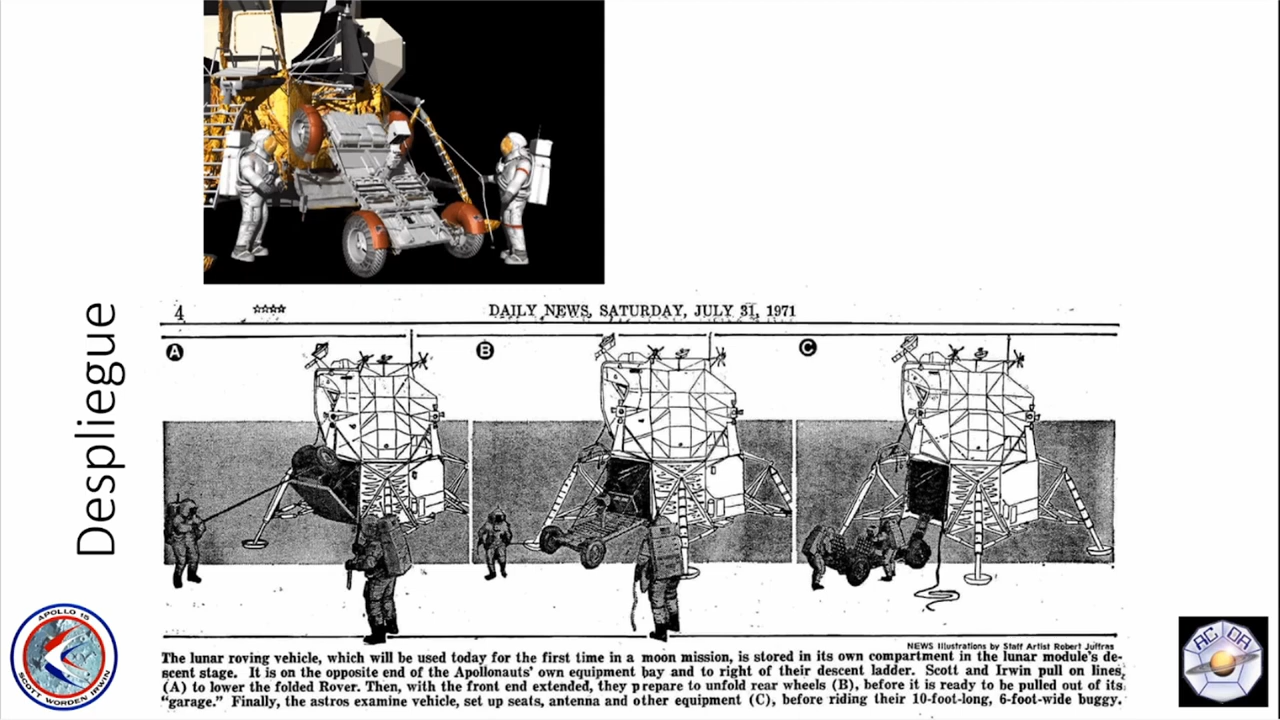 Despliegue
4 ☆☆☆☆ DAILY NEWS, SATURDAY, JULY 31, 1971
A B C
NEWS Illustrations by Staff Artist Robert Juffras
The lunar roving vehicle, which will be used today for the first time in a moon mission, is stored in its own compartment in the lunar module's de-
scent stage. It is on the opposite end of the Apollonauts' own equipment bay and to right of their descent ladder. Scott and Irwin pull on lines
(A) to lower the folded Rover. Then, with the front end extended, they prepare to unfold rear wheels (B), before it is ready to be pulled out of its
"garage." Finally, the astros examine vehicle, set up seats, antenna and other equipment (C), before riding their 10-foot-long, 6-foot-wide buggy.
APOLLO 15
SCOTT WORDEN IRWIN
AC DA